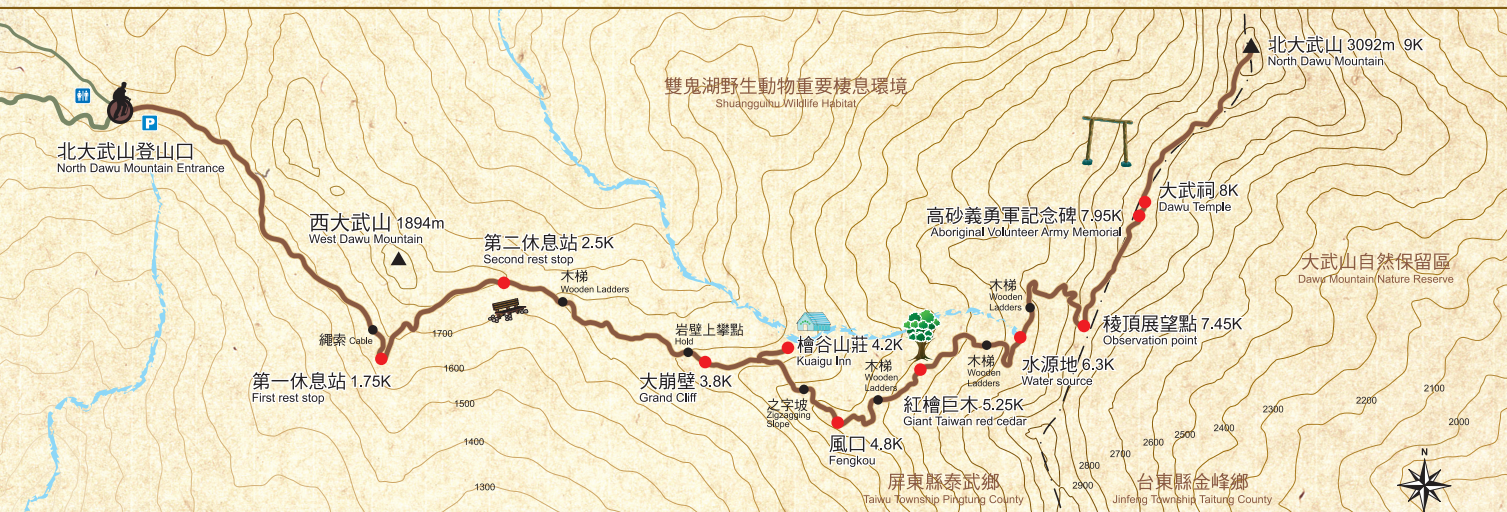 北大武山 3092m 9K
North Dawu Mountain
雙鬼湖野生動物重要棲息環境
Shuangguihu Wildlife Habitat
P
北大武山登山口
North Dawu Mountain Entrance
大武祠 8K
Dawu Temple
高砂義勇軍記念碑 7.95K
Aboriginal Volunteer Army Memorial
西大武山 1894m
West Dawu Mountain
第二休息站 2.5K
Second rest stop
木梯
Wooden Ladders
大武山自然保留區
Dawu Mountain Nature Reserve
木梯
Wooden
Ladders
繩索 Cable
1700
岩壁上攀點
Hold
稜頂展望點 7.45K
Observation point
檜谷山莊 4.2K
Kuaigu Inn
第一休息站 1.75K
First rest stop
1600
大崩壁 3.8K
Grand Cliff
木梯
Wooden
Ladders
木梯
Wooden
Ladders
水源地 6.3K
Water source
1500
之字坡
Zigzagging
Slope
紅檜巨木 5.25K
Giant Taiwan red cedar
2100
2200
2300
2000
1400
風口 4.8K
Fengkou
2400
2500
2600
2700
2800
2900
N
1300
屏東縣泰武鄉
Taiwu Township Pingtung County
台東縣金峰鄉
Jinfeng Township Taitung County